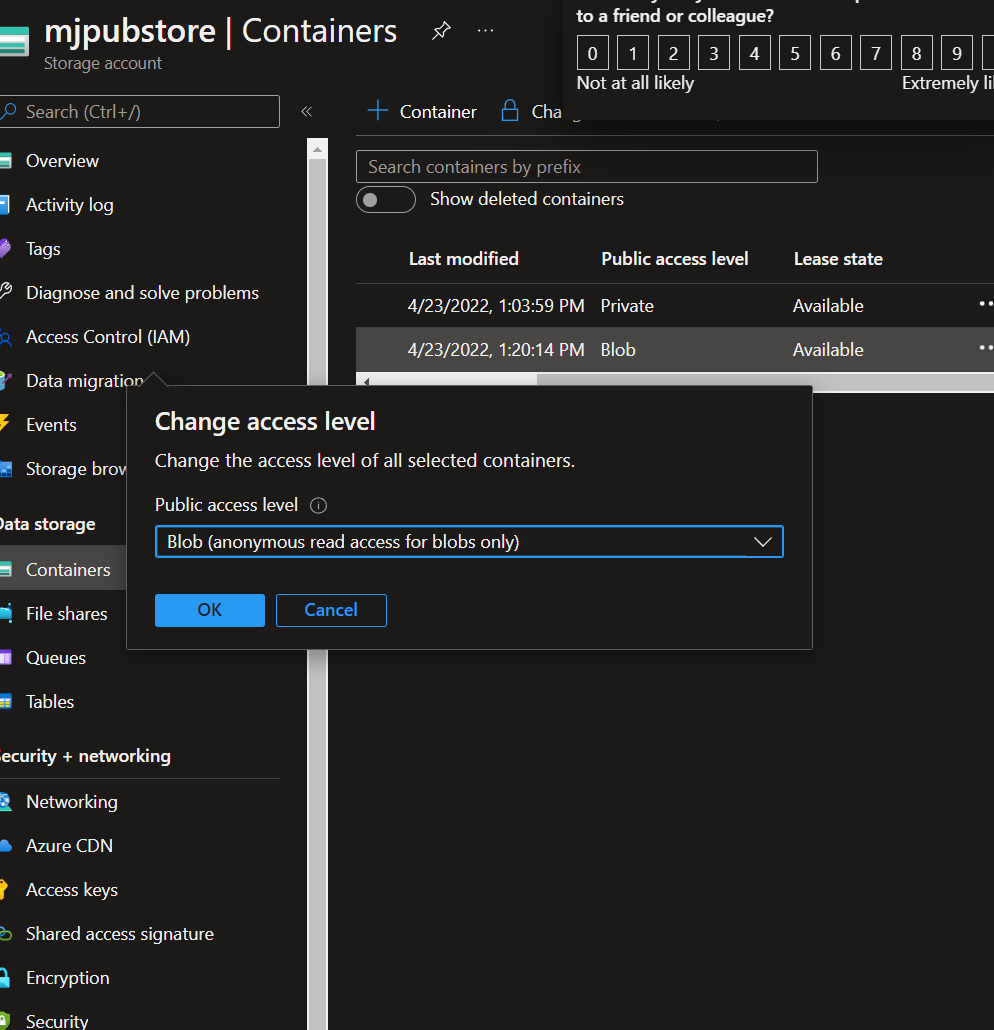 mjpubstore | Containers
...
Storage account
to a friend or colleague?
0 1 2 3 4 5 6 7 8 9
Not at all likely
Extremely li
Search (Ctrl+/)
«
+ Container
Overview
Activity log
Tags
Diagnose and solve problems
Access Control (IAM)
Data migration
Events
Storage brow
Data storage
Containers
File shares
Queues
Tables
Security + networking
Networking
Azure CDN
Access keys
Shared access signature
Encryption
Security
Search containers by prefix
Show deleted containers
Last modified Public access level Lease state
4/23/2022, 1:03:59 PM Private Available
4/23/2022, 1:20:14 PM Blob Available
Change access level
Change the access level of all selected containers.
Public access level
Blob (anonymous read access for blobs only)
OK Cancel